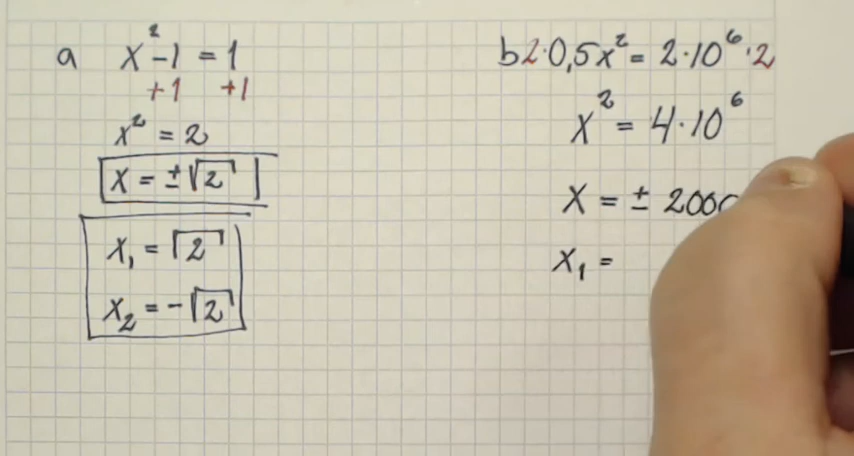 a x²-1 = 1
+1 +1
x² = 2
x = ±√2
x₁ = √2
x₂ = -√2
b 2·0,5x² = 2·10⁶·2
x² = 4·10⁶
x = ± 2000
x₁ =